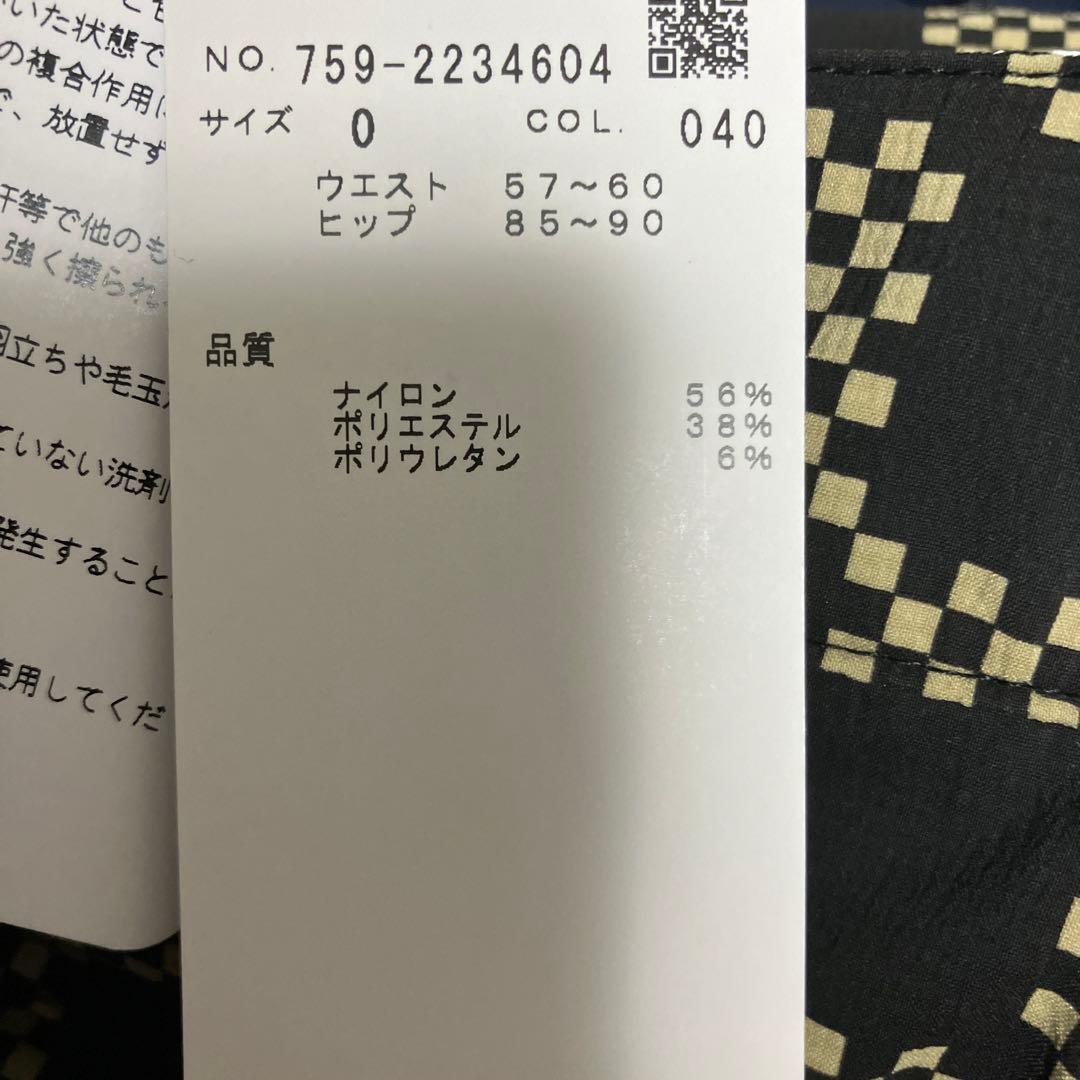 いた状態で
の複合作用に
、放置せず
汗等で他のも
強く擦られ
羽立ちや毛玉
ていない洗剤
発生すること
使用してくだ
NO. 759-2234604
サイズ 0 COL. 040
ウエスト 57~60
ヒップ 85~90
品質
ナイロン 56%
ポリエステル 38%
ポリウレタン 6%